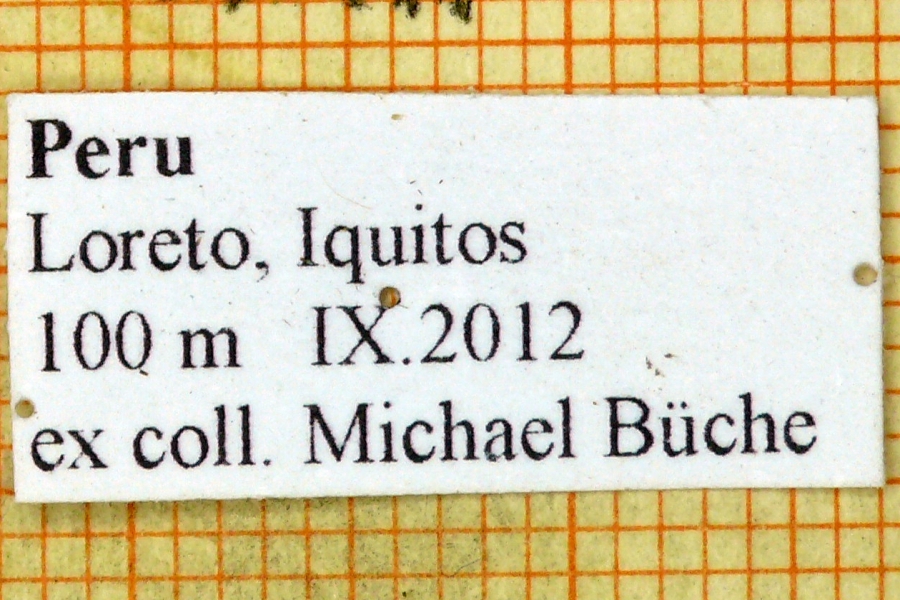 Peru
Loreto, Iquitos
100 m IX.2012
ex coll. Michael Büche